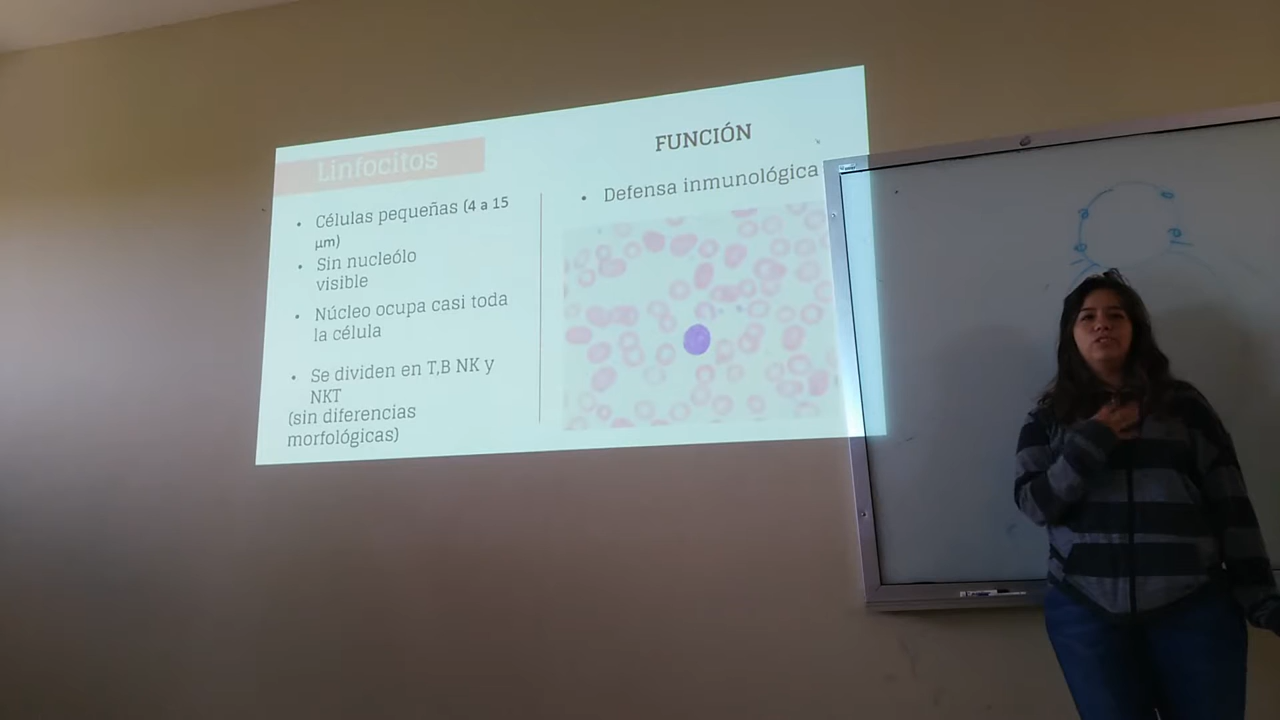 Linfocitos
Células pequeñas (4 a 15
µm)
Sin nucleólo
visible
Núcleo ocupa casi toda
la célula
Se dividen en T,B NK y
NKT
(sin diferencias
morfológicas)
FUNCIÓN
Defensa inmunológica